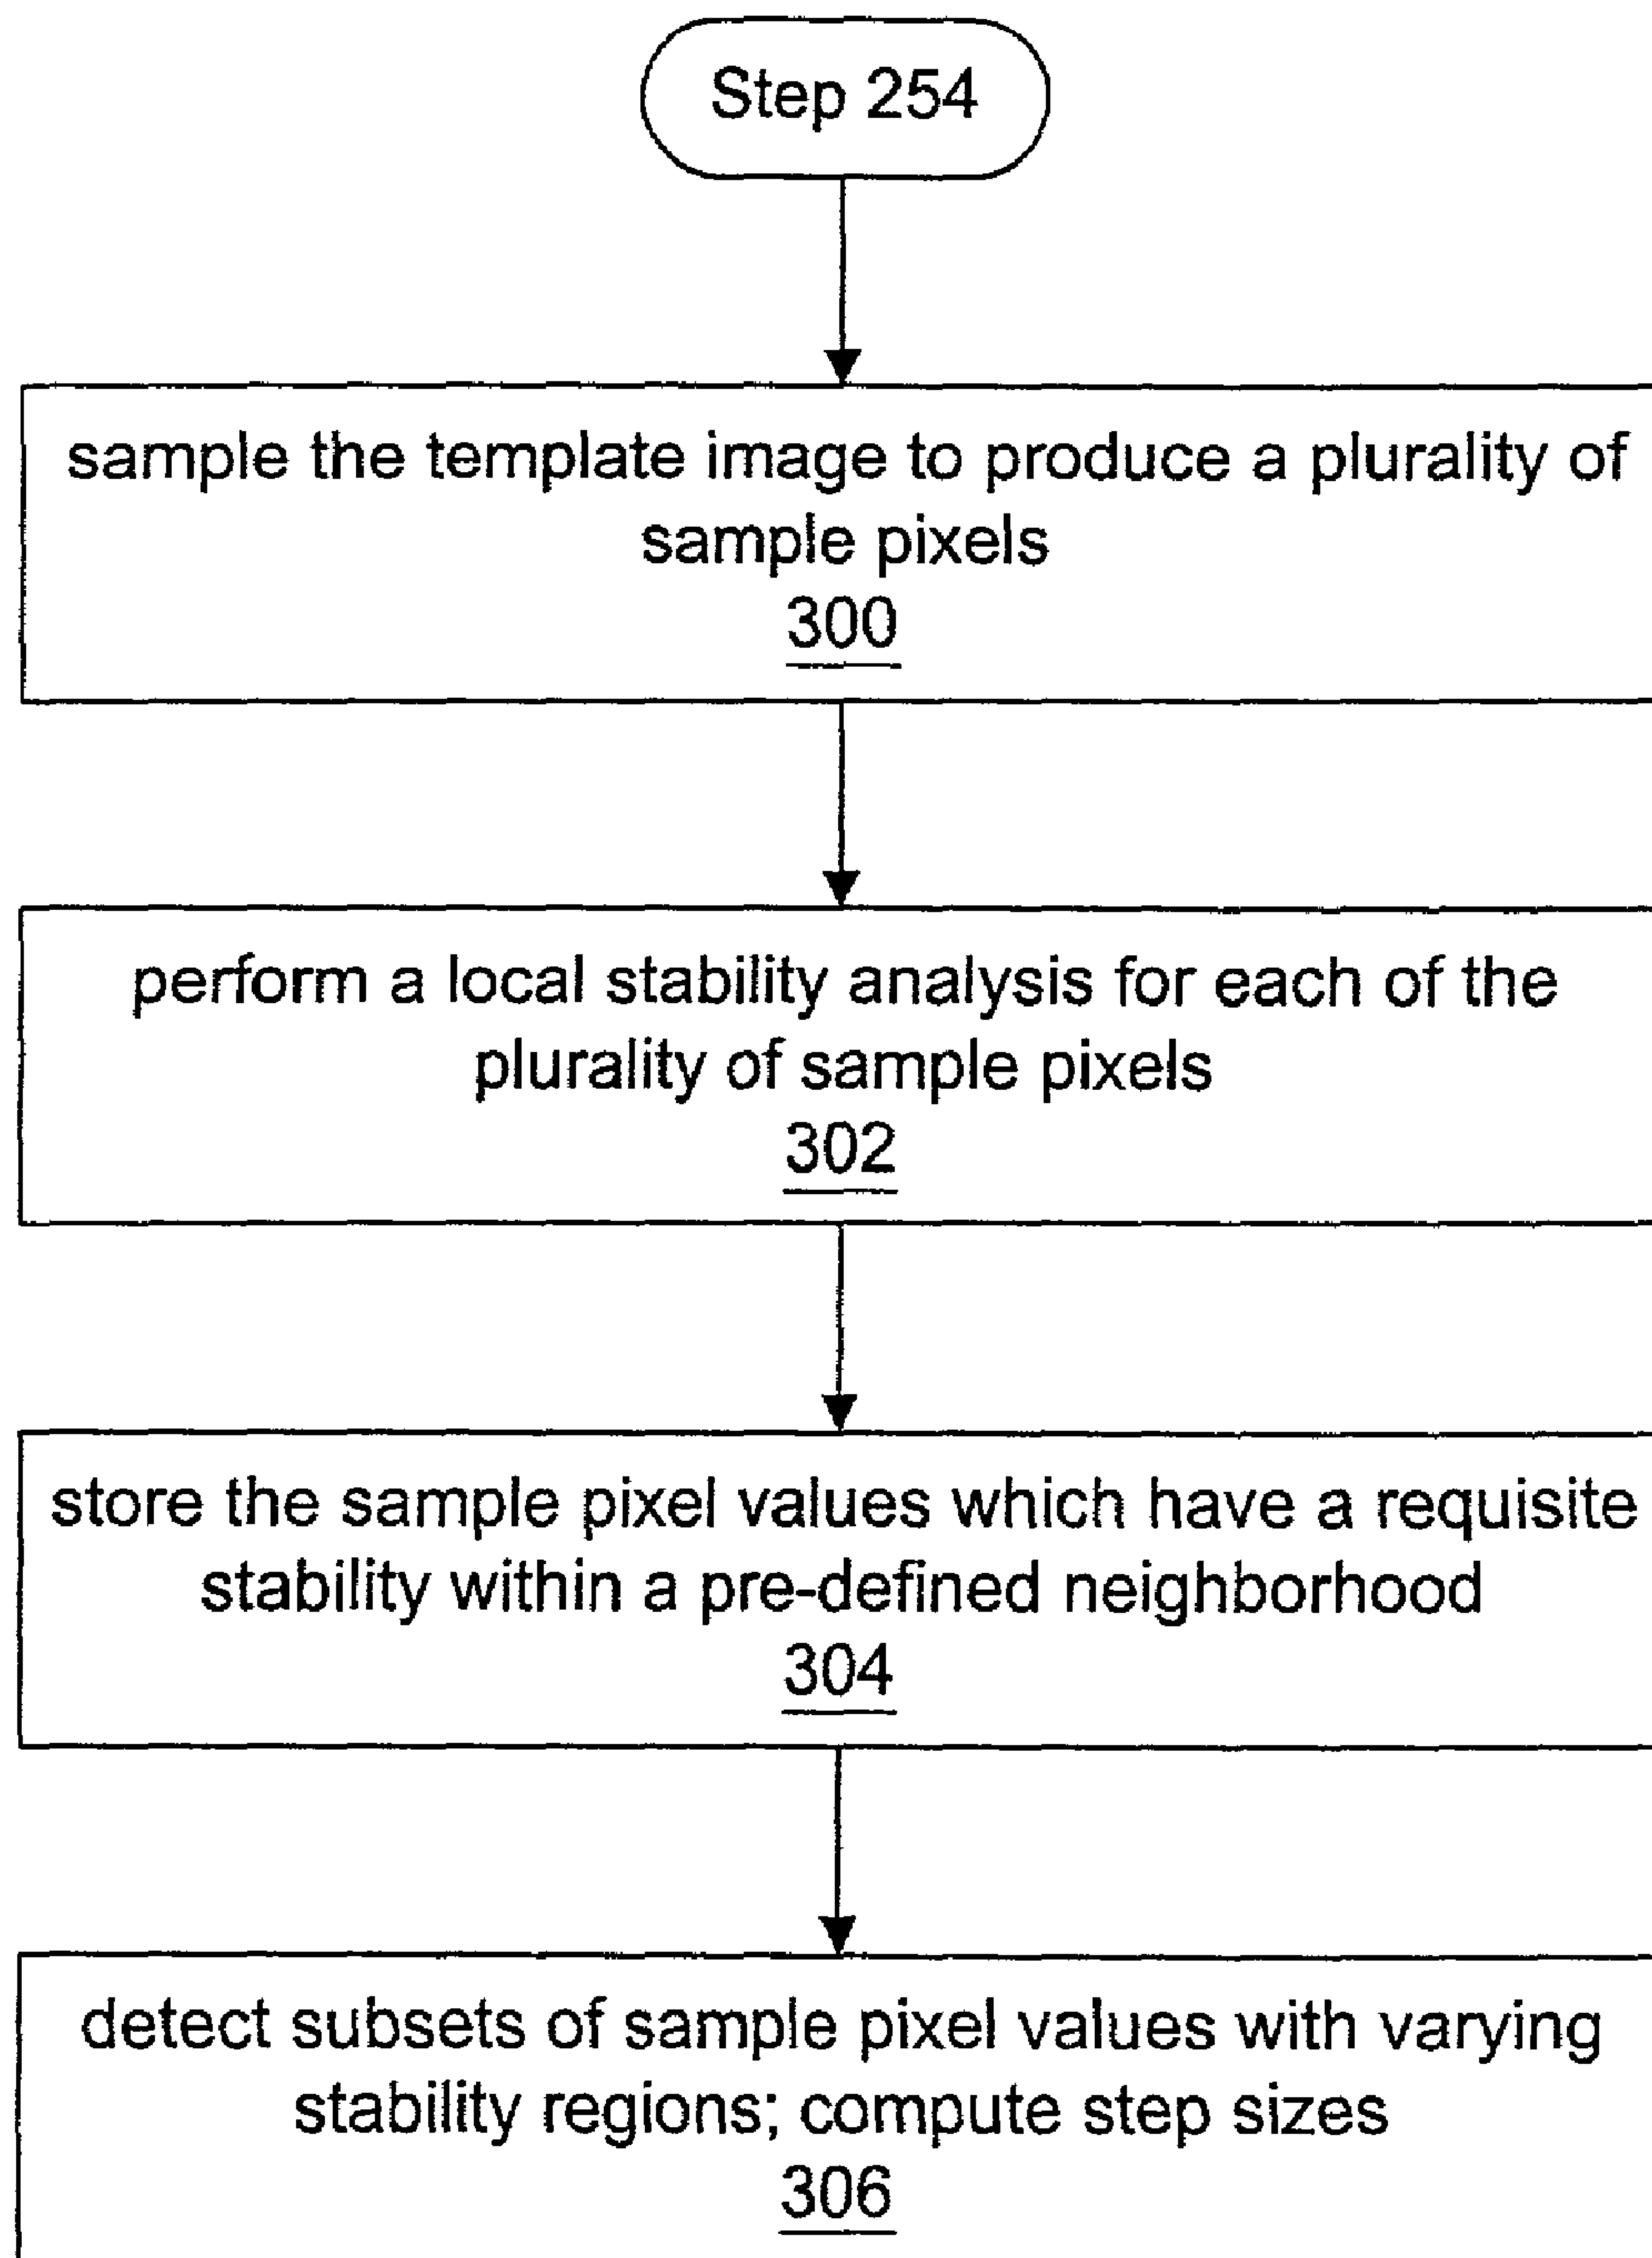 Step 254
sample the template image to produce a plurality of
sample pixels
300
perform a local stability analysis for each of the
plurality of sample pixels
302
store the sample pixel values which have a requisite
stability within a pre-defined neighborhood
304
detect subsets of sample pixel values with varying
stability regions; compute step sizes
306